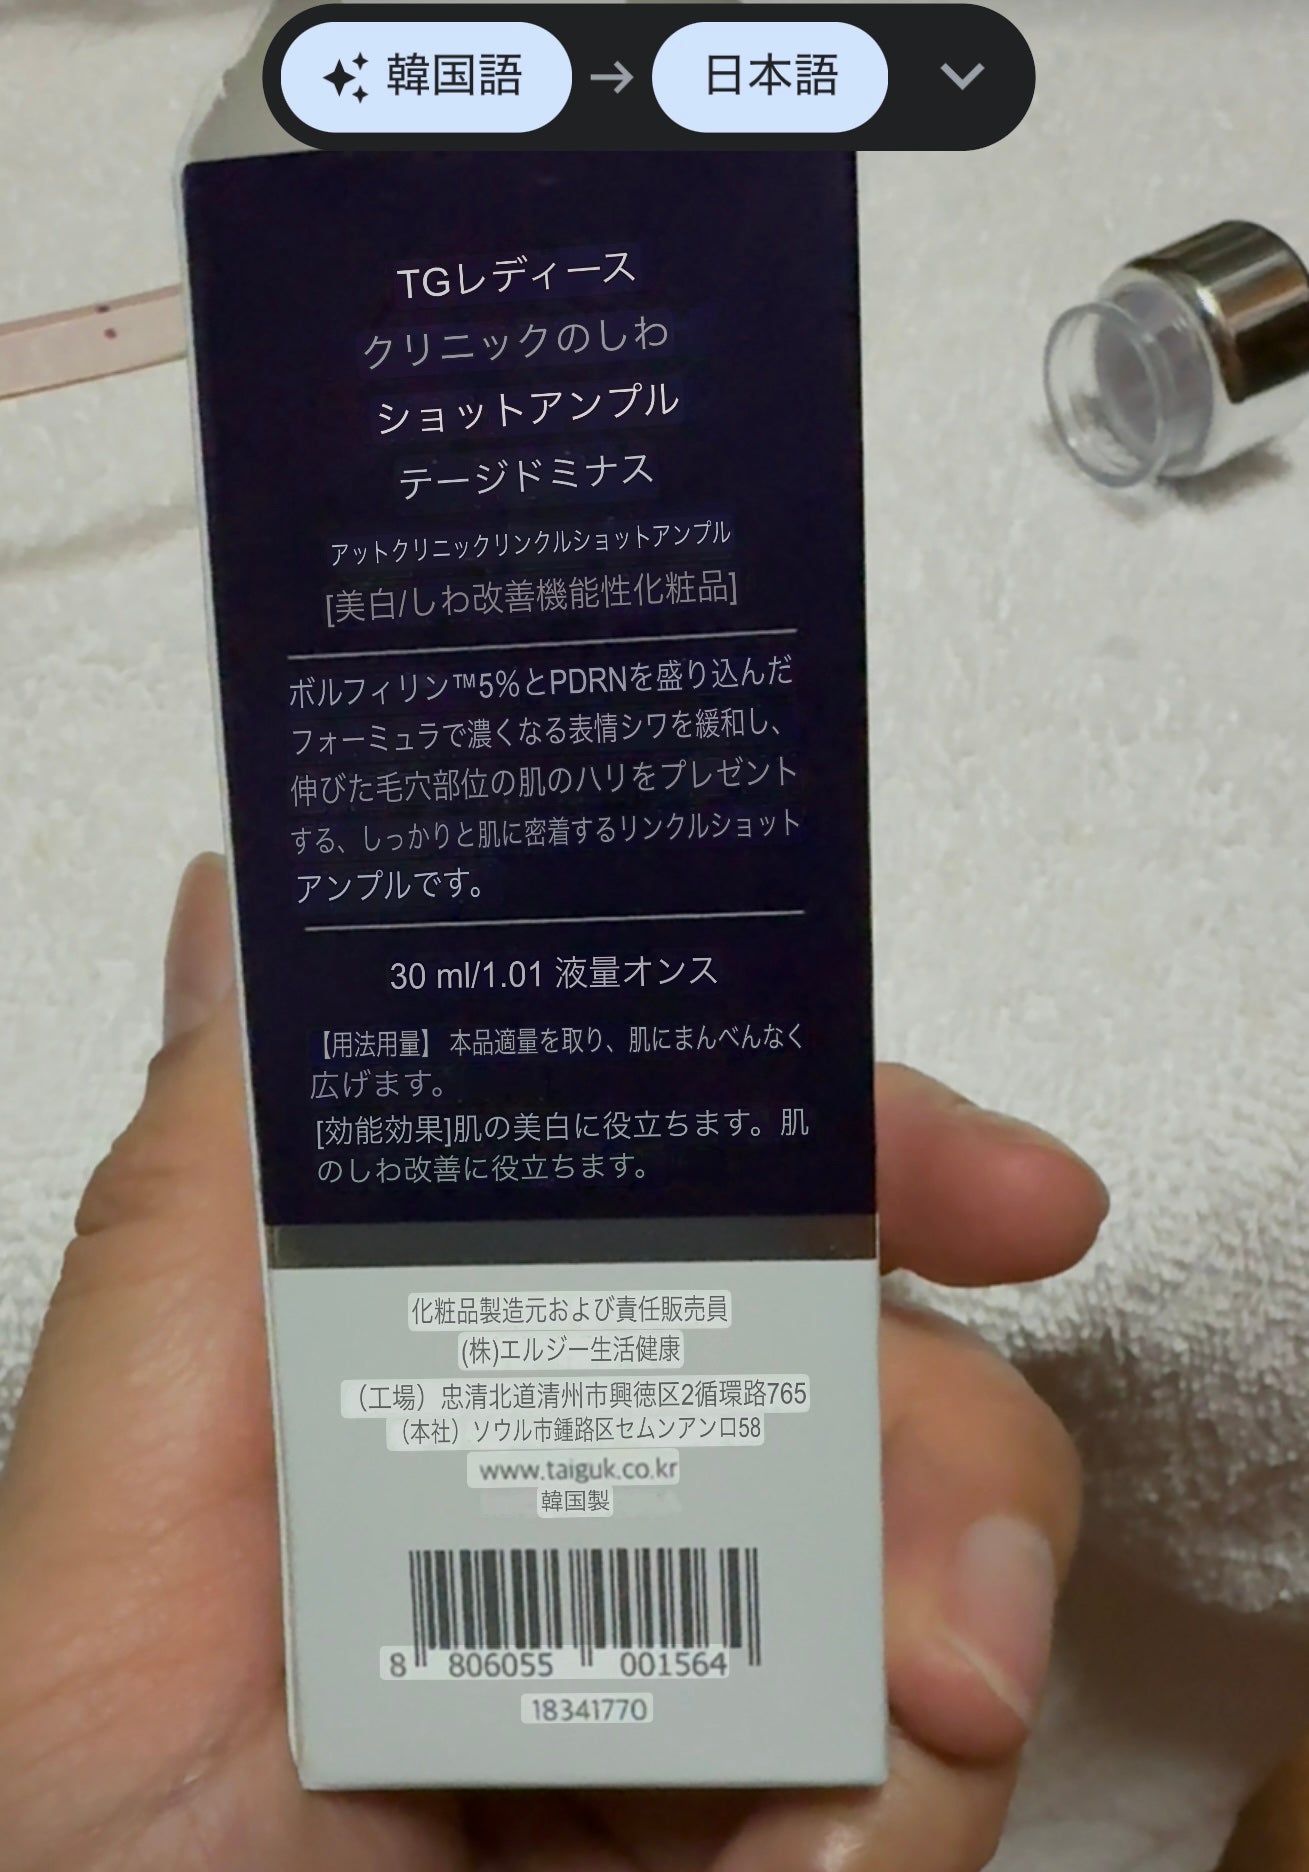 韓国語 → 日本語
TGレディース
クリニックのしわ
ショットアンプル
テージドミナス
アットクリニックリンクルショットアンプル
[美白/しわ改善機能性化粧品]
ボルフィリン™5%とPDRNを盛り込んだ
フォーミュラで濃くなる表情シワを緩和し、
伸びた毛穴部位の肌のハリをプレゼント
する、しっかりと肌に密着するリンクルショット
アンプルです。
30 ml/1.01 液量オンス
【用法用量】 本品適量を取り、肌にまんべんなく
広げます。
[効能効果]肌の美白に役立ちます。肌
のしわ改善に役立ちます。
化粧品製造元および責任販売員
(株)エルジー生活健康
（工場）忠清北道清州市興徳区2循環路765
（本社）ソウル市鍾路区セムンアンロ58
www.taiguk.co.kr
韓国製
8 806055 001564
18341770